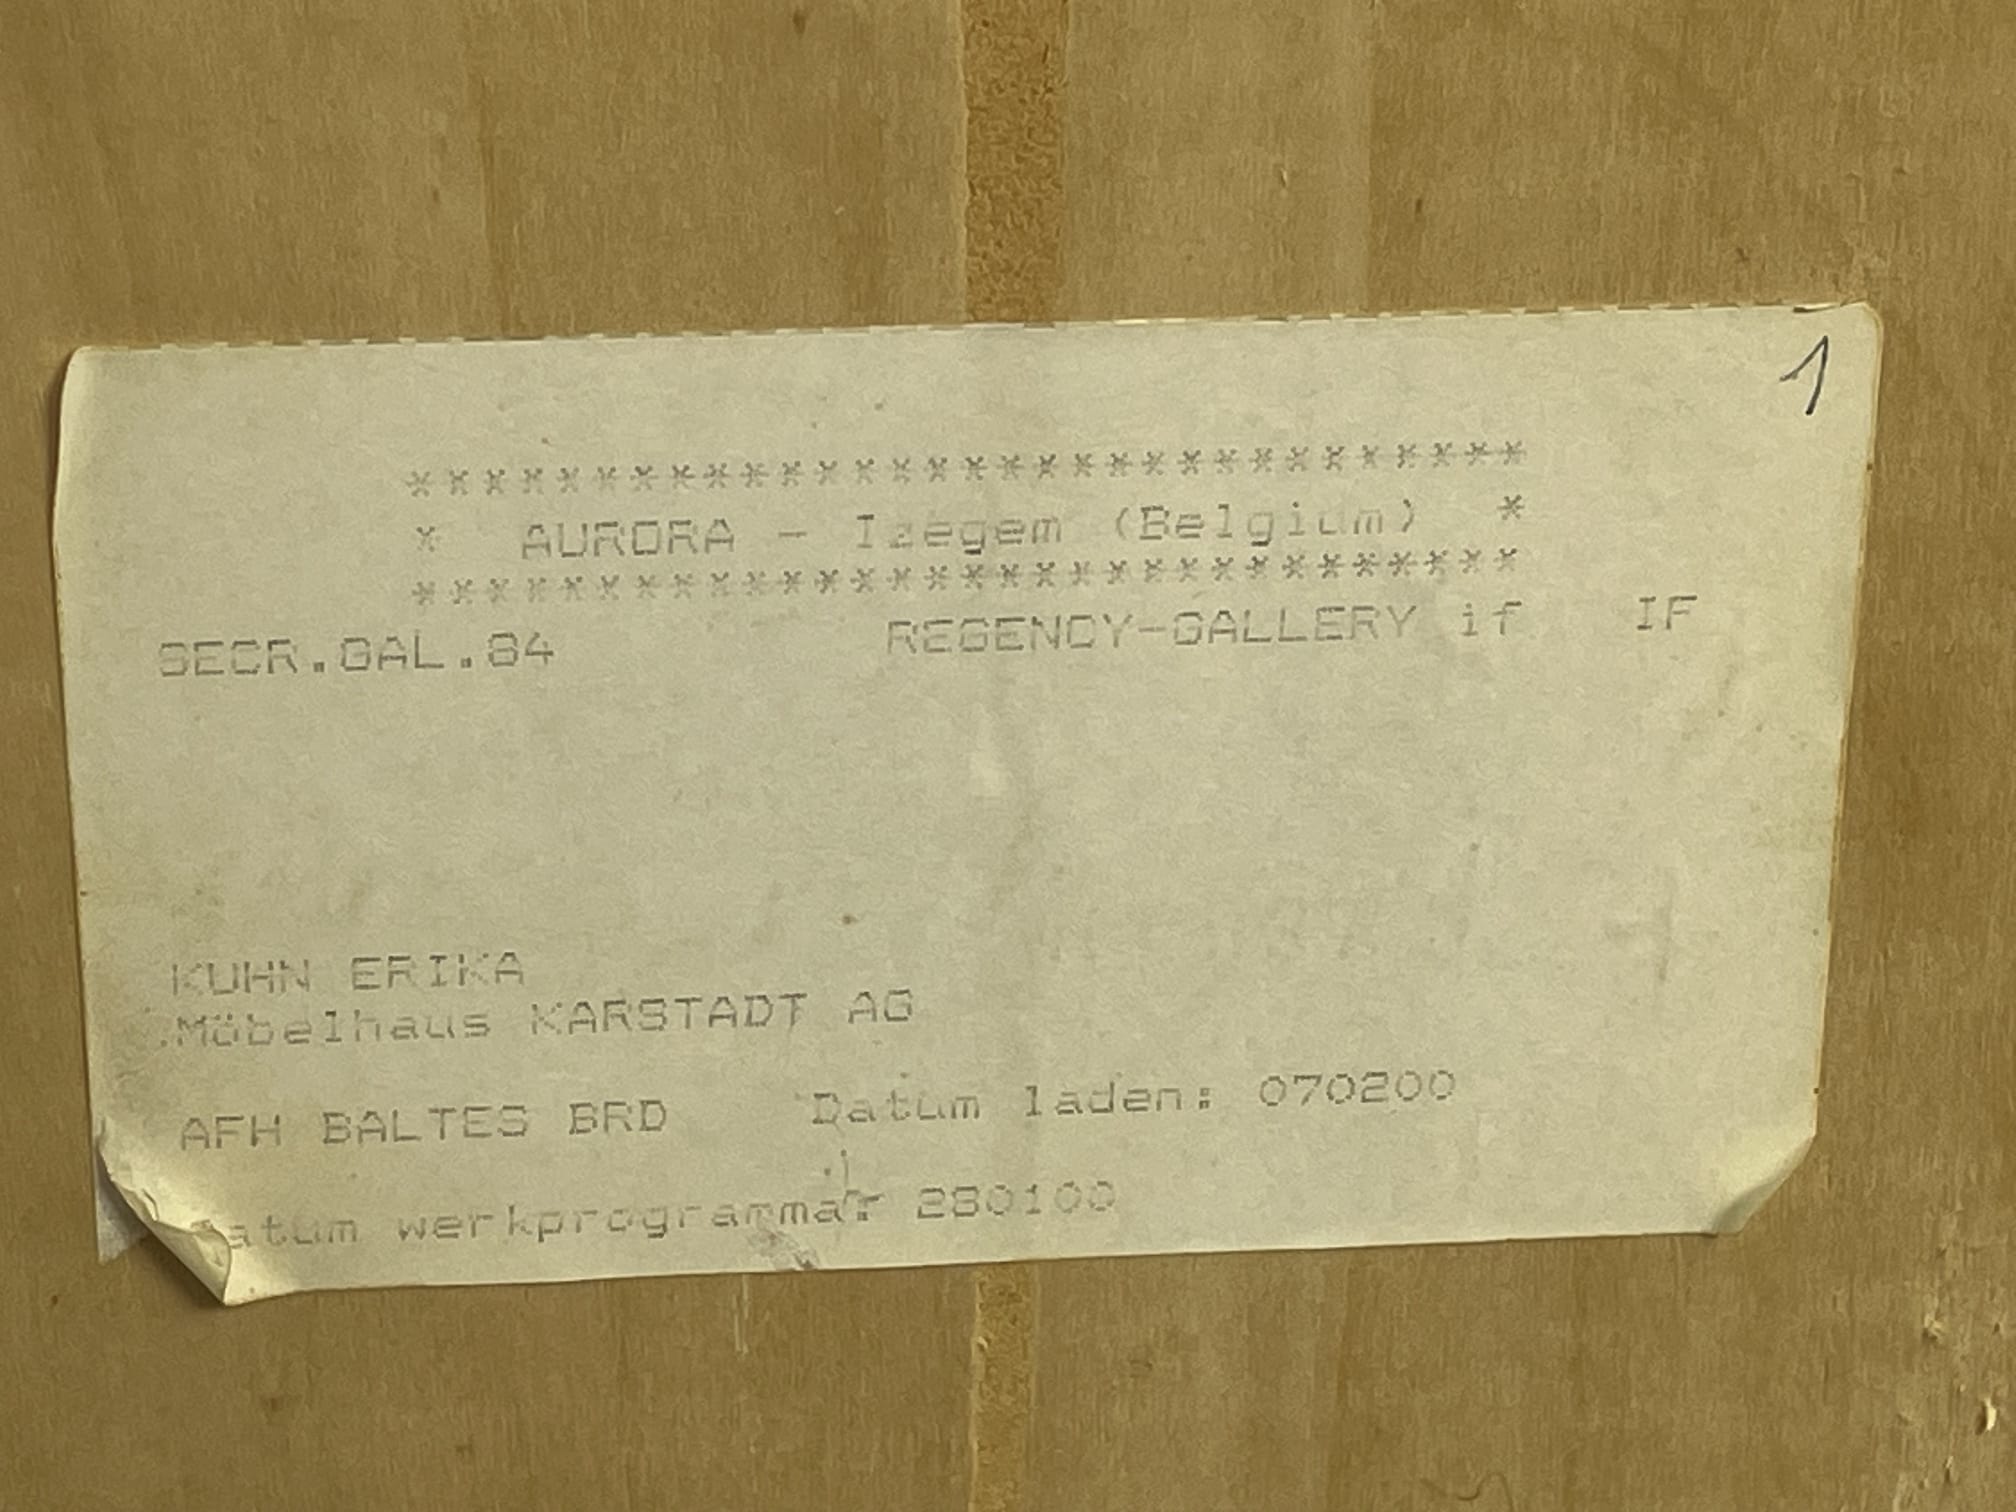 1
*******************************
* AURORA - Izegem (Belgium) *
*******************************
SECR.GAL.84 REGENCY-GALLERY if IF
KUHN ERIKA
Möbelhaus KARSTADT AG
AFH BALTES BRD Datum laden: 070200
Datum werkprogramma: 280100